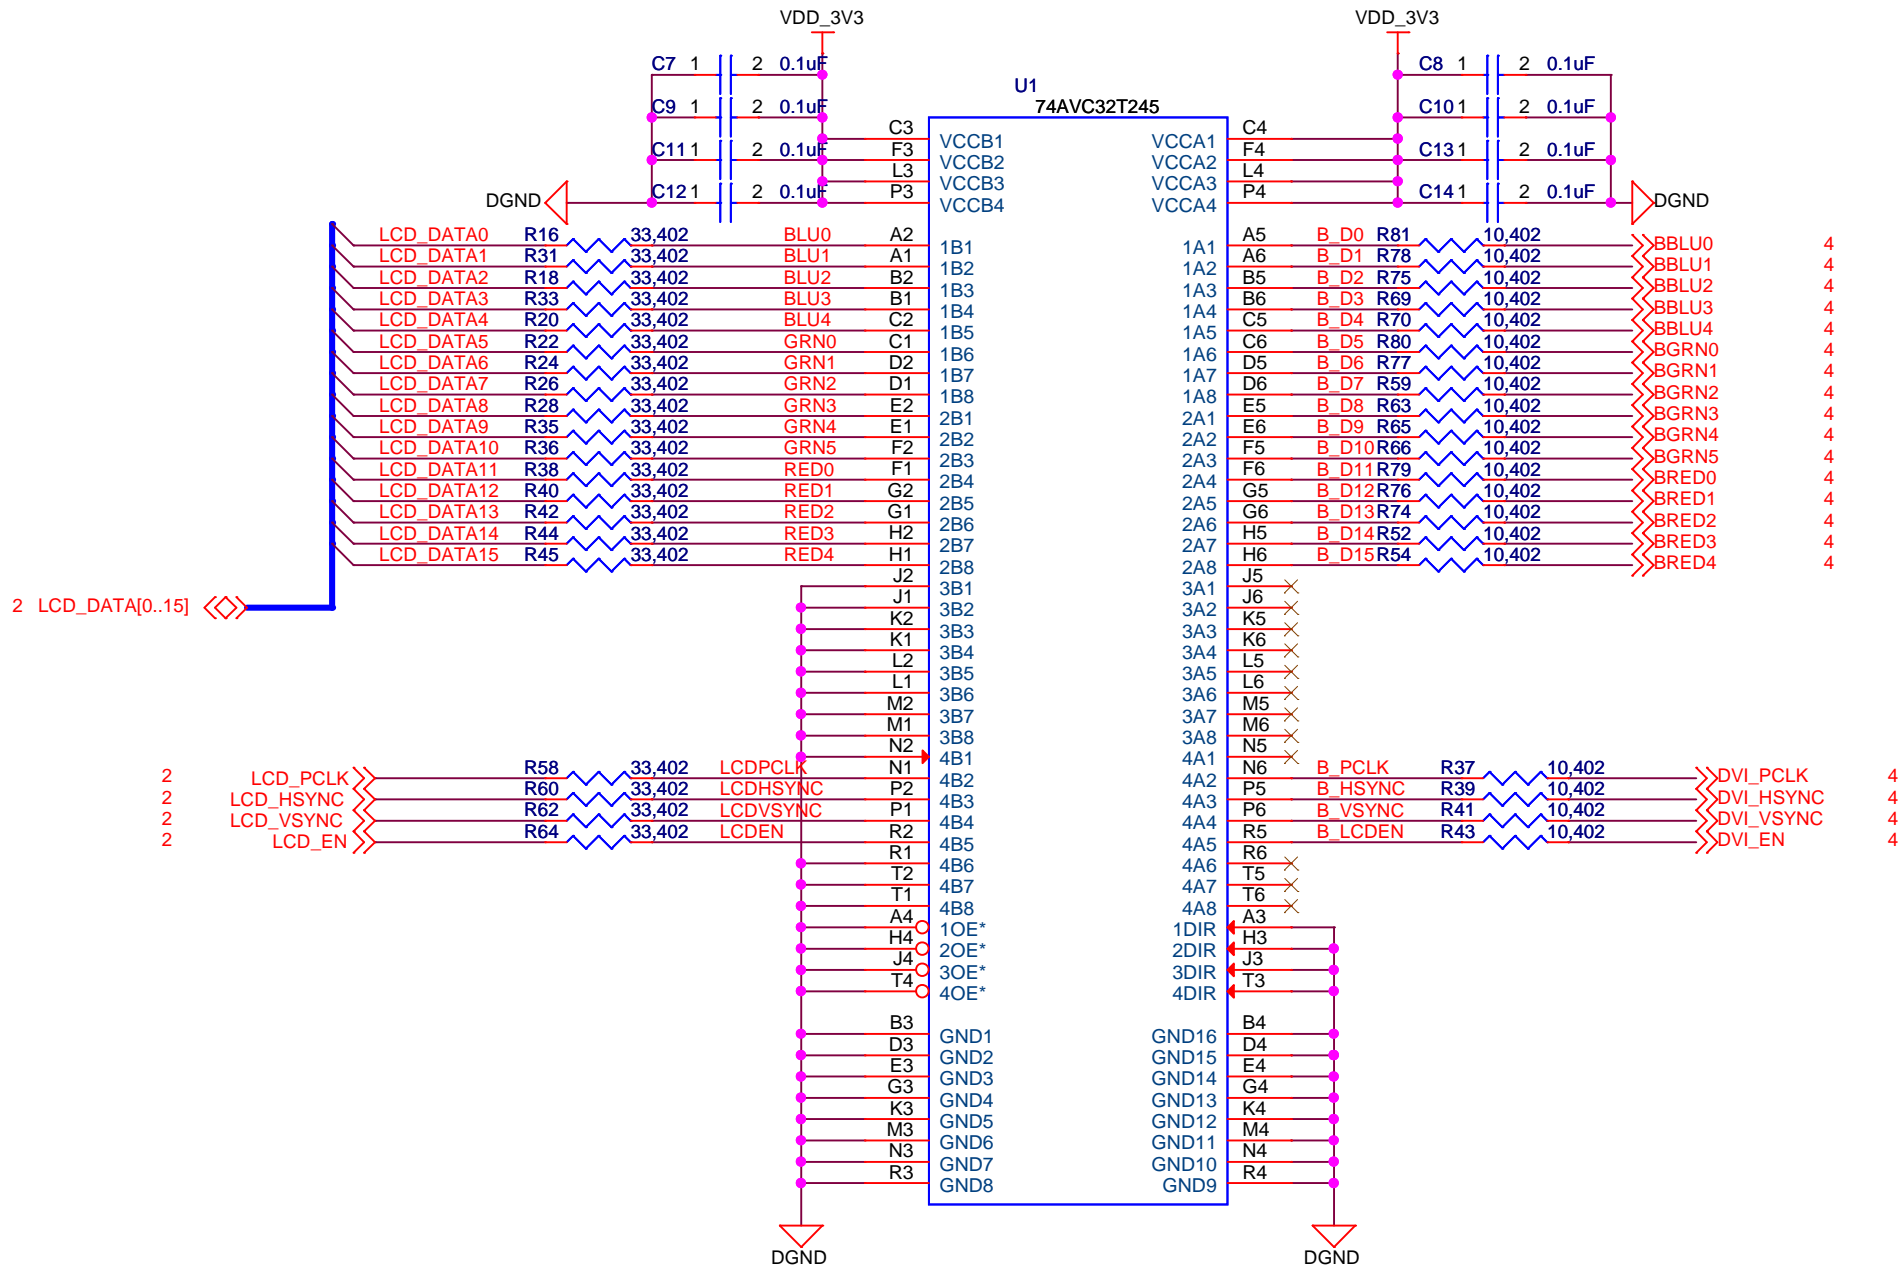 VDD_3V3 VDD_3V3
C7 1 2 0.1uF C8 1 2 0.1uF
U1
C9 1 2 0.1uF 74AVC32T245 C10 1 2 0.1uF
C3 VCCB1 VCCA1 C4
C11 1 2 0.1uF F3 VCCB2 VCCA2 F4 C13 1 2 0.1uF
L3 VCCB3 VCCA3 L4
DGND C12 1 2 0.1uF P3 VCCB4 VCCA4 P4 C14 1 2 0.1uF DGND
LCD_DATA0 R16 33,402 BLU0 A2 1B1 1A1 A5 B_D0 R81 10,402 BBLU0 4
LCD_DATA1 R31 33,402 BLU1 A1 1B2 1A2 A6 B_D1 R78 10,402 BBLU1 4
LCD_DATA2 R18 33,402 BLU2 B2 1B3 1A3 B5 B_D2 R75 10,402 BBLU2 4
LCD_DATA3 R33 33,402 BLU3 B1 1B4 1A4 B6 B_D3 R69 10,402 BBLU3 4
LCD_DATA4 R20 33,402 BLU4 C2 1B5 1A5 C5 B_D4 R70 10,402 BBLU4 4
LCD_DATA5 R22 33,402 GRN0 C1 1B6 1A6 C6 B_D5 R80 10,402 BGRN0 4
LCD_DATA6 R24 33,402 GRN1 D2 1B7 1A7 D5 B_D6 R77 10,402 BGRN1 4
LCD_DATA7 R26 33,402 GRN2 D1 1B8 1A8 D6 B_D7 R59 10,402 BGRN2 4
LCD_DATA8 R28 33,402 GRN3 E2 2B1 2A1 E5 B_D8 R63 10,402 BGRN3 4
LCD_DATA9 R35 33,402 GRN4 E1 2B2 2A2 E6 B_D9 R65 10,402 BGRN4 4
LCD_DATA10 R36 33,402 GRN5 F2 2B3 2A3 F5 B_D10 R66 10,402 BGRN5 4
LCD_DATA11 R38 33,402 RED0 F1 2B4 2A4 F6 B_D11 R79 10,402 BRED0 4
LCD_DATA12 R40 33,402 RED1 G2 2B5 2A5 G5 B_D12 R76 10,402 BRED1 4
LCD_DATA13 R42 33,402 RED2 G1 2B6 2A6 G6 B_D13 R74 10,402 BRED2 4
LCD_DATA14 R44 33,402 RED3 H2 2B7 2A7 H5 B_D14 R52 10,402 BRED3 4
LCD_DATA15 R45 33,402 RED4 H1 2B8 2A8 H6 B_D15 R54 10,402 BRED4 4
J2 3B1 3A1 J5
2 LCD_DATA[0..15] J1 3B2 3A2 J6
K2 3B3 3A3 K5
K1 3B4 3A4 K6
L2 3B5 3A5 L5
L1 3B6 3A6 L6
M2 3B7 3A7 M5
M1 3B8 3A8 M6
N2 4B1 4A1 N5
2 LCD_PCLK R58 33,402 LCDPCLK N1 4B2 4A2 N6 B_PCLK R37 10,402 DVI_PCLK 4
2 LCD_HSYNC R60 33,402 LCDHSYNC P2 4B3 4A3 P5 B_HSYNC R39 10,402 DVI_HSYNC 4
2 LCD_VSYNC R62 33,402 LCDVSYNC P1 4B4 4A4 P6 B_VSYNC R41 10,402 DVI_VSYNC 4
2 LCD_EN R64 33,402 LCDEN R2 4B5 4A5 R5 B_LCDEN R43 10,402 DVI_EN 4
R1 4B6 4A6 R6
T2 4B7 4A7 T5
T1 4B8 4A8 T6
A4 1OE* 1DIR A3
H4 2OE* 2DIR H3
J4 3OE* 3DIR J3
T4 4OE* 4DIR T3
B3 GND1 GND16 B4
D3 GND2 GND15 D4
E3 GND3 GND14 E4
G3 GND4 GND13 G4
K3 GND5 GND12 K4
M3 GND6 GND11 M4
N3 GND7 GND10 N4
R3 GND8 GND9 R4
DGND DGND